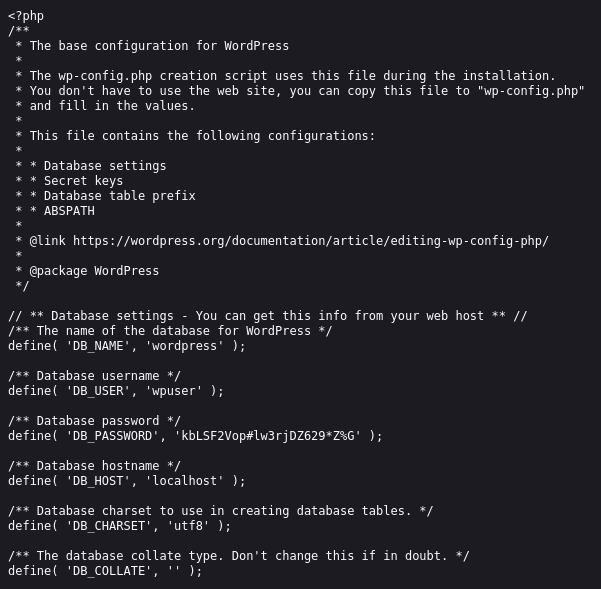 <?php
/**
 * The base configuration for WordPress
 *
 * The wp-config.php creation script uses this file during the installation.
 * You don't have to use the web site, you can copy this file to "wp-config.php"
 * and fill in the values.
 *
 * This file contains the following configurations:
 *
 * * Database settings
 * * Secret keys
 * * Database table prefix
 * * ABSPATH
 *
 * @link https://wordpress.org/documentation/article/editing-wp-config-php/
 *
 * @package WordPress
 */

// ** Database settings - You can get this info from your web host ** //
/** The name of the database for WordPress */
define( 'DB_NAME', 'wordpress' );

/** Database username */
define( 'DB_USER', 'wpuser' );

/** Database password */
define( 'DB_PASSWORD', 'kbLSF2Vop#lw3rjDZ629*Z%G' );

/** Database hostname */
define( 'DB_HOST', 'localhost' );

/** Database charset to use in creating database tables. */
define( 'DB_CHARSET', 'utf8' );

/** The database collate type. Don't change this if in doubt. */
define( 'DB_COLLATE', '' );